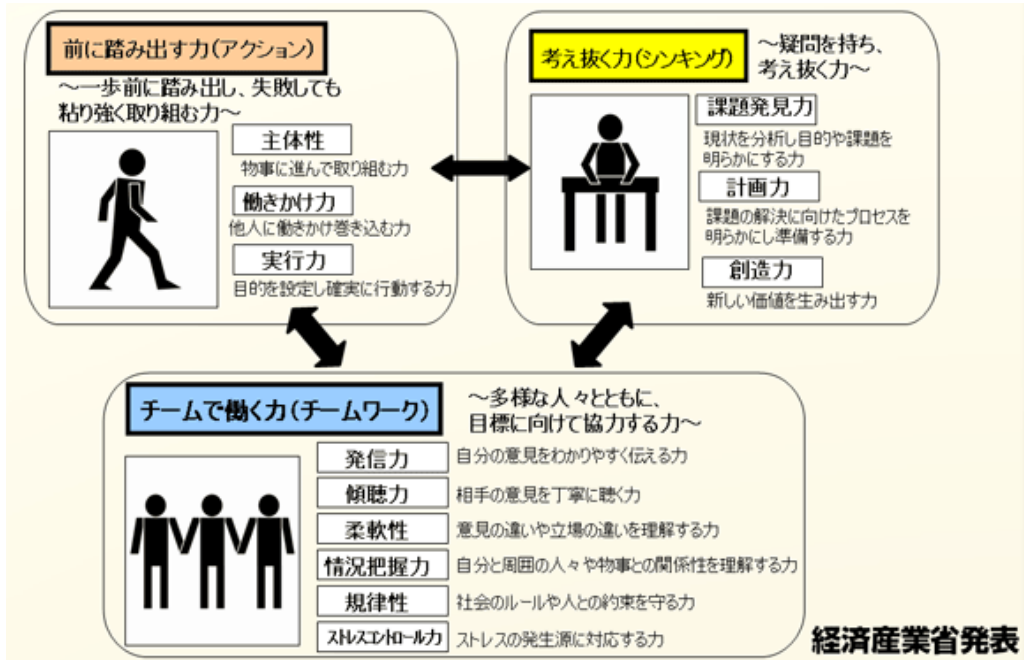 前に踏み出す力(アクション)
~一歩前に踏み出し、失敗しても
粘り強く取り組む力~
主体性
物事に進んで取り組む力
働きかけ力
他人に働きかけ巻き込む力
実行力
目的を設定し確実に行動する力
考え抜く力(シンキング)
~疑問を持ち、
考え抜く力~
課題発見力
現状を分析し目的や課題を
明らかにする力
計画力
課題の解決に向けたプロセスを
明らかにし準備する力
創造力
新しい価値を生み出す力
チームで働く力(チームワーク)
~多様な人々とともに、
目標に向けて協力する力~
発信力
自分の意見をわかりやすく伝える力
傾聴力
相手の意見を丁寧に聴く力
柔軟性
意見の違いや立場の違いを理解する力
情況把握力
自分と周囲の人々や物事との関係性を理解する力
規律性
社会のルールや人との約束を守る力
ストレスコントロール力
ストレスの発生源に対応する力
経済産業省発表